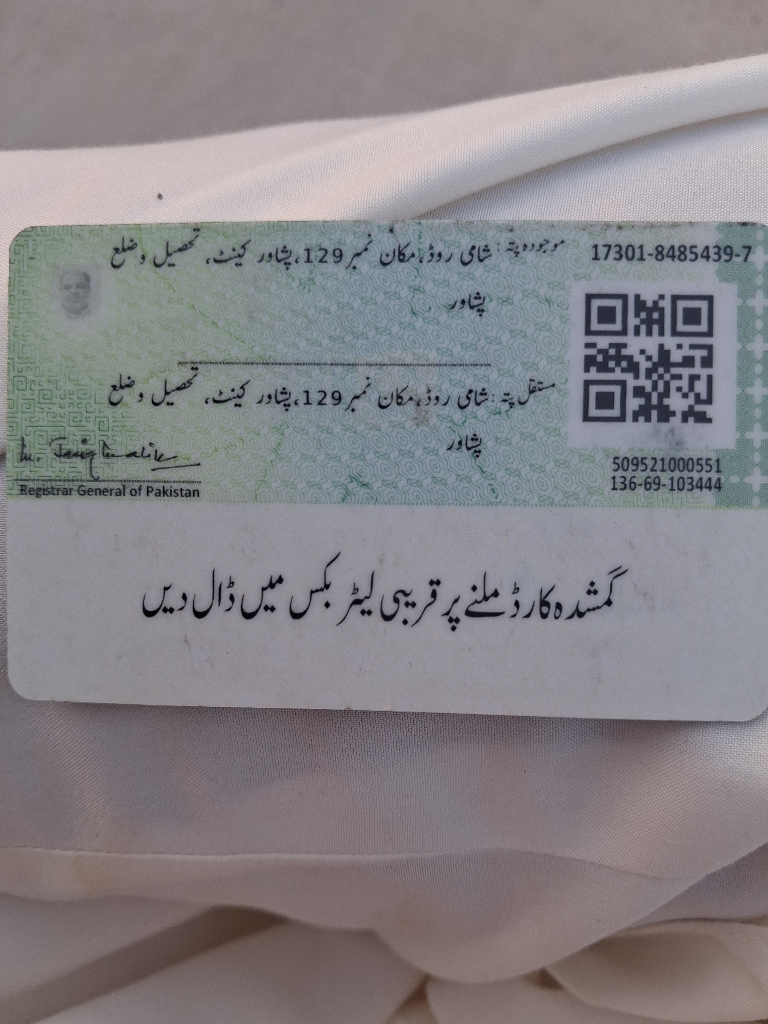 17301-8485439-7
موجودہ پتہ: شامی روڈ، مکان نمبر 129، پشاور کینٹ، تحصیل و ضلع
پشاور
مستقل پتہ: شامی روڈ، مکان نمبر 129، پشاور کینٹ، تحصیل و ضلع
پشاور
509521000551
136-69-103444
Registrar General of Pakistan
گمشدہ کارڈ ملنے پر قریبی لیٹر بکس میں ڈال دیں